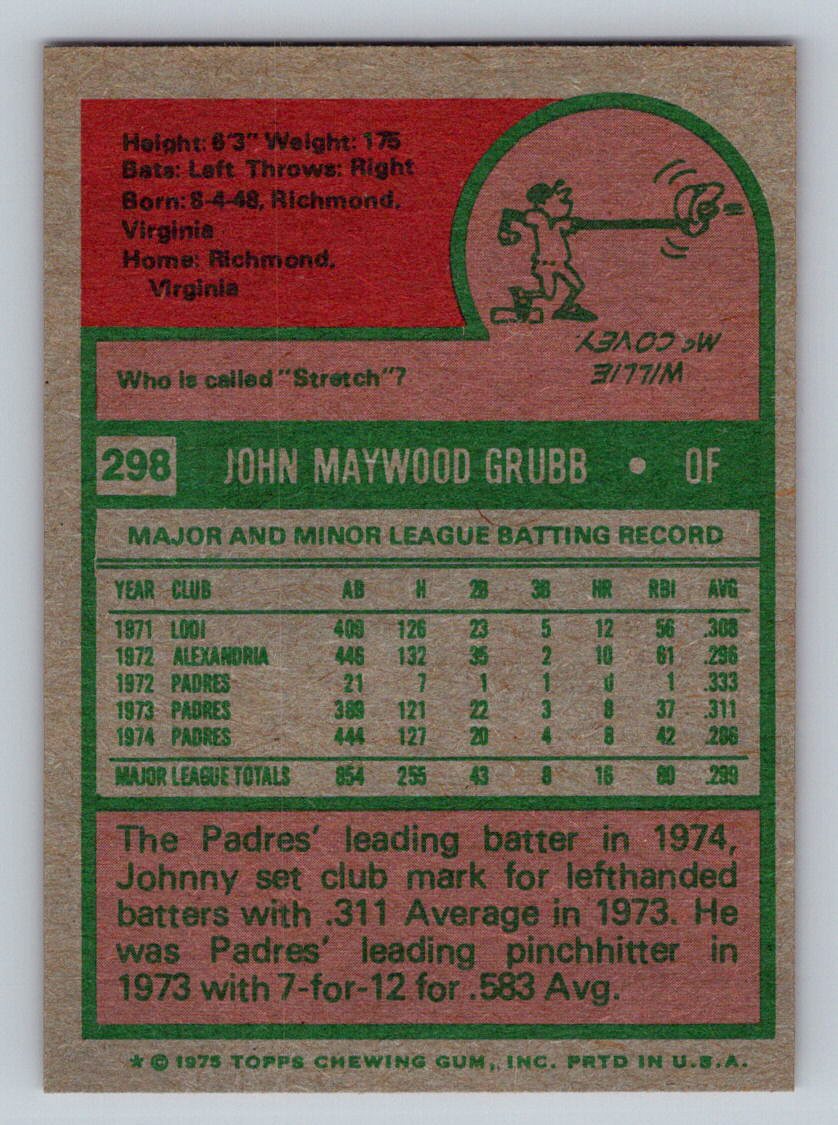 Height: 6'3" Weight: 175
Bats: Left Throws: Right
Born: 8-4-48, Richmond,
Virginia
Home: Richmond,
Virginia
WILLIE
McCOVEY
Who is called "Stretch"?
298 JOHN MAYWOOD GRUBB • OF
MAJOR AND MINOR LEAGUE BATTING RECORD
YEAR CLUB AB H 2B 3B HR RBI AVG
1971 LODI 409 126 23 5 12 56 .308
1972 ALEXANDRIA 446 132 35 2 10 61 .296
1972 PADRES 21 7 1 1 0 1 .333
1973 PADRES 389 121 22 3 8 37 .311
1974 PADRES 444 127 20 4 8 42 .286
MAJOR LEAGUE TOTALS 854 255 43 8 16 80 .299
The Padres' leading batter in 1974,
Johnny set club mark for lefthanded
batters with .311 Average in 1973. He
was Padres' leading pinchhitter in
1973 with 7-for-12 for .583 Avg.
* © 1975 TOPPS CHEWING GUM, INC. PRTD IN U.S.A.